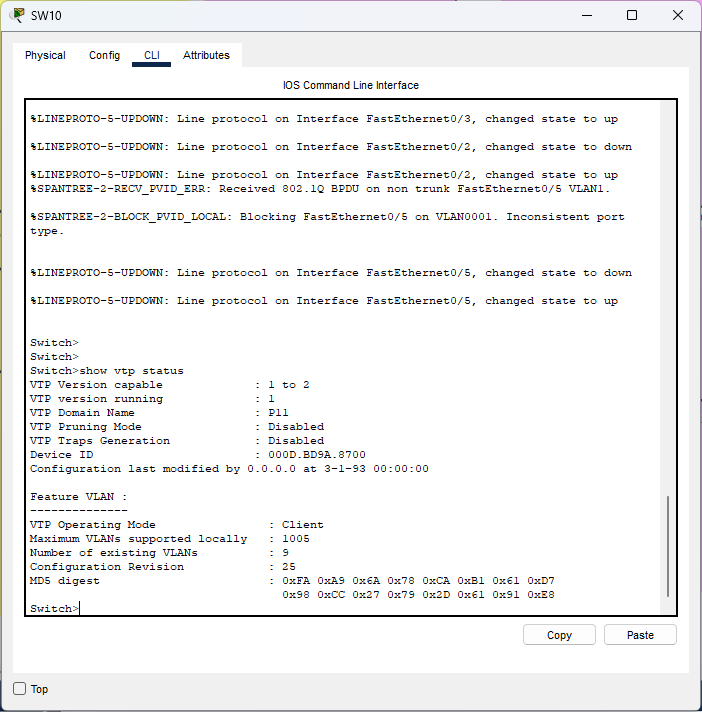 SW10
Physical Config CLI Attributes
IOS Command Line Interface
%LINEPROTO-5-UPDOWN: Line protocol on Interface FastEthernet0/3, changed state to up
%LINEPROTO-5-UPDOWN: Line protocol on Interface FastEthernet0/2, changed state to down
%LINEPROTO-5-UPDOWN: Line protocol on Interface FastEthernet0/2, changed state to up
%SPANTREE-2-RECV_PVID_ERR: Received 802.1Q BPDU on non trunk FastEthernet0/5 VLAN1.
%SPANTREE-2-BLOCK_PVID_LOCAL: Blocking FastEthernet0/5 on VLAN0001. Inconsistent port
type.
%LINEPROTO-5-UPDOWN: Line protocol on Interface FastEthernet0/5, changed state to down
%LINEPROTO-5-UPDOWN: Line protocol on Interface FastEthernet0/5, changed state to up
Switch>
Switch>
Switch>show vtp status
VTP Version capable : 1 to 2
VTP version running : 1
VTP Domain Name : P11
VTP Pruning Mode : Disabled
VTP Traps Generation : Disabled
Device ID : 000D.BD9A.8700
Configuration last modified by 0.0.0.0 at 3-1-93 00:00:00
Feature VLAN :
--------------
VTP Operating Mode : Client
Maximum VLANs supported locally : 1005
Number of existing VLANs : 9
Configuration Revision : 25
MD5 digest : 0xFA 0xA9 0x6A 0x78 0xCA 0xB1 0x61 0xD7
0x98 0xCC 0x27 0x79 0x2D 0x61 0x91 0xE8
Switch>
Copy Paste
Top